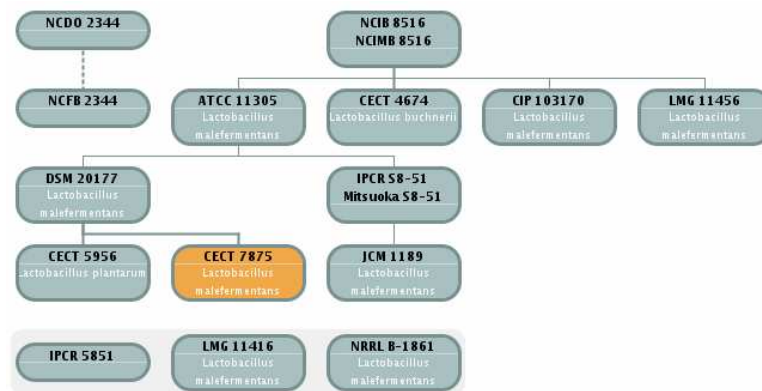 NCDO 2344
NCIB 8516
NCIMB 8516
NCFB 2344
ATCC 11305
Lactobacillus
malefermentans
CECT 4674
Lactobacillus buchnerii
CIP 103170
Lactobacillus
malefermentans
LMG 11456
Lactobacillus
malefermentans
DSM 20177
Lactobacillus
malefermentans
IPCR S8-51
Mitsuoka S8-51
CECT 5956
Lactobacillus plantarum
CECT 7875
Lactobacillus
malefermentans
JCM 1189
Lactobacillus
malefermentans
IPCR 5851
LMG 11416
Lactobacillus
malefermentans
NRRL B-1861
Lactobacillus
malefermentans